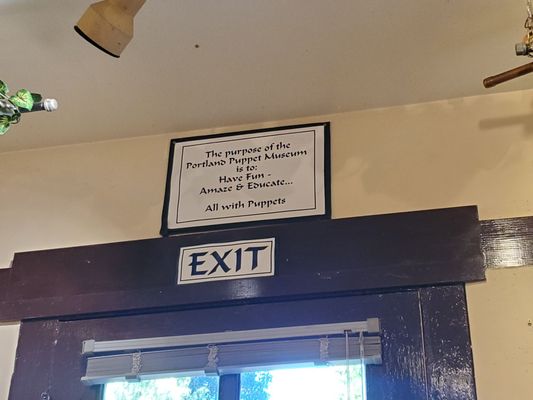 The purpose of the
Portland Puppet Museum
is to:
Have Fun -
Amaze & Educate...
All with Puppets
EXIT